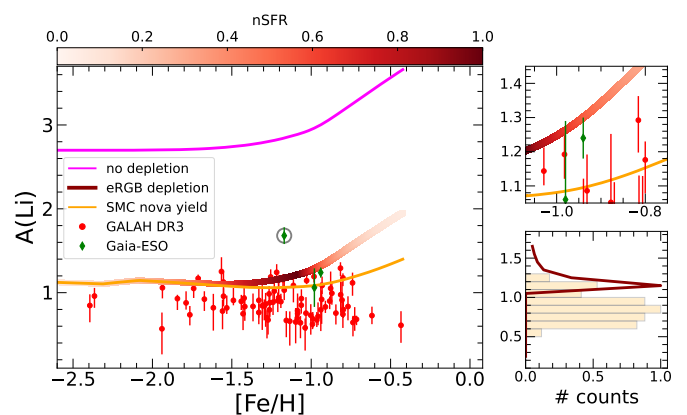 nSFR
0.0 0.2 0.4 0.6 0.8 1.0
A(Li)
3
2
1
no depletion
eRGB depletion
SMC nova yield
GALAH DR3
Gaia-ESO
−2.5 −2.0 −1.5 −1.0 −0.5 0.0
[Fe/H]
1.4
1.3
1.2
1.1
−1.0 −0.8
1.5
1.0
0.5
0.0 0.5 1.0
# counts